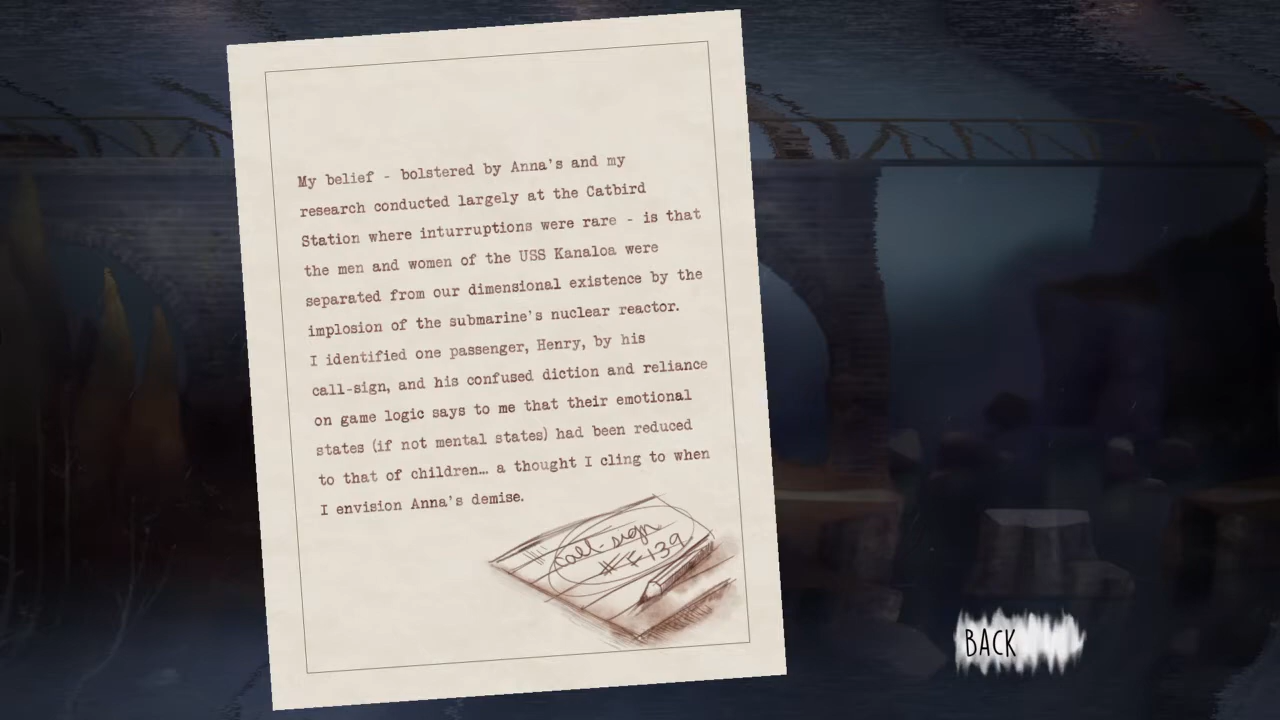 My belief - bolstered by Anna's and my
research conducted largely at the Catbird
Station where inturruptions were rare - is that
the men and women of the USS Kanaloa were
separated from our dimensional existence by the
implosion of the submarine's nuclear reactor.
I identified one passenger, Henry, by his
call-sign, and his confused diction and reliance
on game logic says to me that their emotional
states (if not mental states) had been reduced
to that of children… a thought I cling to when
I envision Anna's demise.
call-sign
BACK